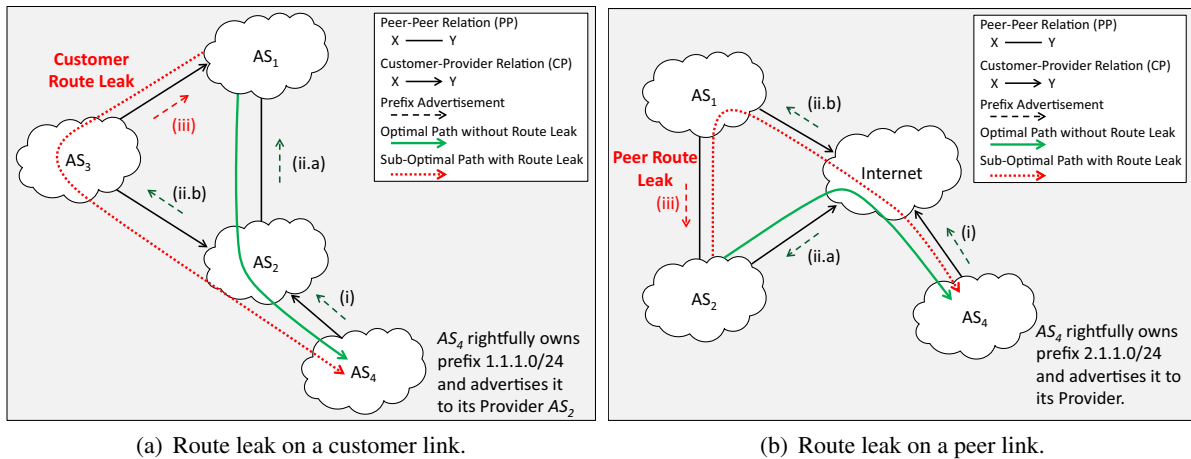 Customer
Route Leak
AS1
(iii)
AS3
(ii.a)
(ii.b)
AS2
(i)
AS4
AS4 rightfully owns
prefix 1.1.1.0/24
and advertises it
to its Provider AS2
Peer-Peer Relation (PP)
X Y
Customer-Provider Relation (CP)
X Y
Prefix Advertisement
Optimal Path without Route Leak
Sub-Optimal Path with Route Leak
(a) Route leak on a customer link.
AS1
(ii.b)
Peer Route
Leak
(iii)
Internet
(ii.a)
(i)
AS2
AS4
AS4 rightfully owns
prefix 2.1.1.0/24
and advertises it to
its Provider.
Peer-Peer Relation (PP)
X Y
Customer-Provider Relation (CP)
X Y
Prefix Advertisement
Optimal Path without Route Leak
Sub-Optimal Path with Route Leak
(b) Route leak on a peer link.